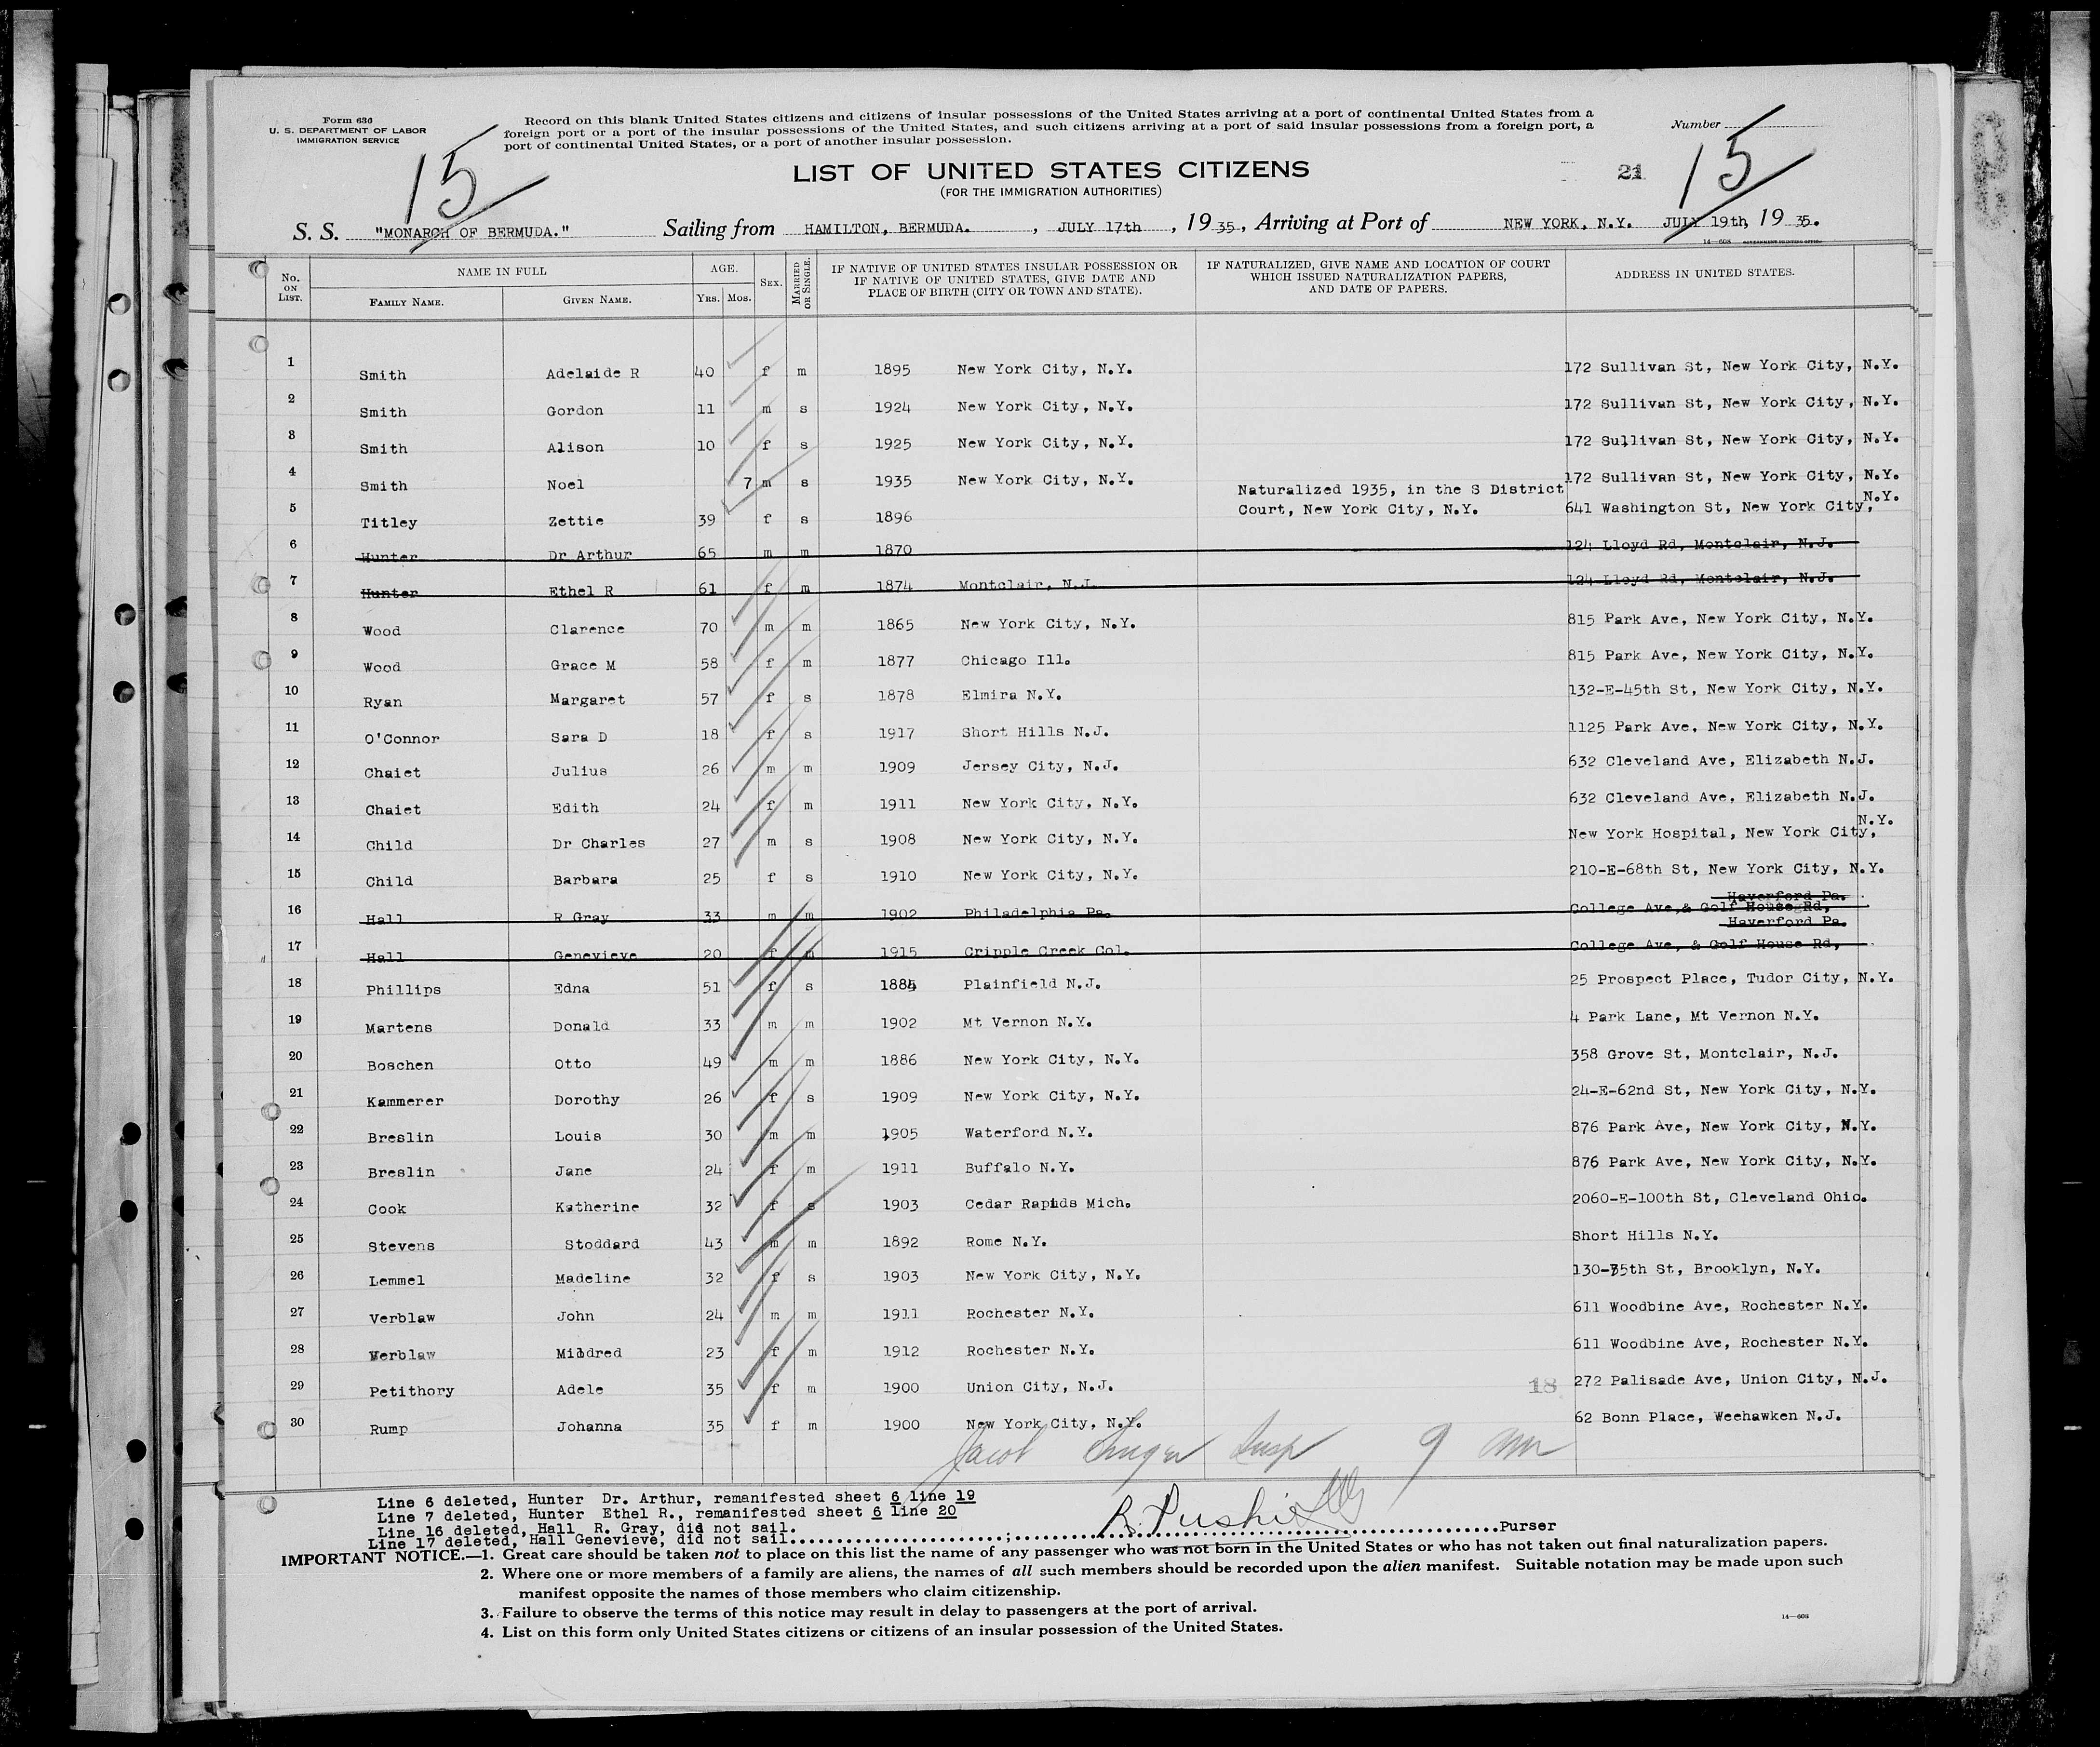 Form 630
U. S. DEPARTMENT OF LABOR
IMMIGRATION SERVICE
15
Record on this blank United States citizens and citizens of insular possessions of the United States arriving at a port of continental United States from a
foreign port or a port of the insular possessions of the United States, and such citizens arriving at a port of said insular possessions from a foreign port, a
port of continental United States, or a port of another insular possession.
Number
21
15
LIST OF UNITED STATES CITIZENS
(FOR THE IMMIGRATION AUTHORITIES)
S. S. "MONARCH OF BERMUDA." Sailing from HAMILTON, BERMUDA. , JULY 17th , 19 35., Arriving at Port of NEW YORK, N.Y. JULY 19th, 19 35.
14—608 GOVERNMENT PRINTING OFFICE
No. ON LIST. NAME IN FULL FAMILY NAME. GIVEN NAME. AGE. YRS. MOS. SEX. MARRIED OR SINGLE. IF NATIVE OF UNITED STATES INSULAR POSSESSION OR IF NATIVE OF UNITED STATES, GIVE DATE AND PLACE OF BIRTH (CITY OR TOWN AND STATE). IF NATURALIZED, GIVE NAME AND LOCATION OF COURT WHICH ISSUED NATURALIZATION PAPERS, AND DATE OF PAPERS. ADDRESS IN UNITED STATES.
1 Smith Adelaide R 40 f m 1895 New York City, N.Y. 172 Sullivan St, New York City, N.Y.
2 Smith Gordon 11 m s 1924 New York City, N.Y. 172 Sullivan St, New York City, N.Y.
3 Smith Alison 10 f s 1925 New York City, N.Y. 172 Sullivan St, New York City, N.Y.
4 Smith Noel 7 m s 1935 New York City, N.Y. 172 Sullivan St, New York City, N.Y.
5 Titley Zettie 39 f s 1896 Naturalized 1935, in the S District Court, New York City, N.Y. 641 Washington St, New York City, N.Y.
6 Hunter Dr Arthur 65 m m 1870 124 Lloyd Rd, Montclair, N.J.
7 Hunter Ethel R 61 f m 1874 Montclair, N.J. 124 Lloyd Rd, Montclair, N.J.
8 Wood Clarence 70 m m 1865 New York City, N.Y. 815 Park Ave, New York City, N.Y.
9 Wood Grace M 58 f m 1877 Chicago Ill. 815 Park Ave, New York City, N.Y.
10 Ryan Margaret 57 f s 1878 Elmira N.Y. 132-E-45th St, New York City, N.Y.
11 O'Connor Sara D 18 f s 1917 Short Hills N.J. 1125 Park Ave, New York City, N.Y.
12 Chaiet Julius 26 m m 1909 Jersey City, N.J. 632 Cleveland Ave, Elizabeth N.J.
13 Chaiet Edith 24 f m 1911 New York City, N.Y. 632 Cleveland Ave, Elizabeth N.J.
14 Child Dr Charles 27 m s 1908 New York City, N.Y. New York Hospital, New York City, N.Y.
15 Child Barbara 25 f s 1910 New York City, N.Y. 210-E-68th St, New York City, N.Y.
16 Hall R Gray 33 m m 1902 Philadelphia Pa. College Ave,& Golf House Rd, Haverford Pa.
17 Hall Genevieve 20 f m 1915 Cripple Creek Col. College Ave, & Golf House Rd, Haverford Pa.
18 Phillips Edna 51 f s 1884 Plainfield N.J. 25 Prospect Place, Tudor City, N.Y.
19 Martens Donald 33 m m 1902 Mt Vernon N.Y. 4 Park Lane, Mt Vernon N.Y.
20 Boschen Otto 49 m m 1886 New York City, N.Y. 358 Grove St, Montclair, N.J.
21 Kammerer Dorothy 26 f s 1909 New York City, N.Y. 24-E-62nd St, New York City, N.Y.
22 Breslin Louis 30 m m 1905 Waterford N.Y. 876 Park Ave, New York City, N.Y.
23 Breslin Jane 24 f m 1911 Buffalo N.Y. 876 Park Ave, New York City, N.Y.
24 Cook Katherine 32 f s 1903 Cedar Rapids Mich. 2060-E-100th St, Cleveland Ohio.
25 Stevens Stoddard 43 m m 1892 Rome N.Y. Short Hills N.Y.
26 Lemmel Madeline 32 f s 1903 New York City, N.Y. 130-75th St, Brooklyn, N.Y.
27 Verblaw John 24 m m 1911 Rochester N.Y. 611 Woodbine Ave, Rochester N.Y.
28 Verblaw Mildred 23 f m 1912 Rochester N.Y. 611 Woodbine Ave, Rochester N.Y.
29 Petithory Adele 35 f m 1900 Union City, N.J. 18 272 Palisade Ave, Union City, N.J.
30 Rump Johanna 35 f m 1900 New York City, N.Y. 62 Bonn Place, Weehawken N.J.
Jacob Insp 9 am
Line 6 deleted, Hunter Dr. Arthur, remanifested sheet 6 line 19
Line 7 deleted, Hunter Ethel R., remanifested sheet 6 line 20
Line 16 deleted, Hall R. Gray, did not sail.
Line 17 deleted, Hall Genevieve, did not sail. Purser
IMPORTANT NOTICE.—1. Great care should be taken not to place on this list the name of any passenger who was not born in the United States or who has not taken out final naturalization papers.
2. Where one or more members of a family are aliens, the names of all such members should be recorded upon the alien manifest. Suitable notation may be made upon such
manifest opposite the names of those members who claim citizenship.
3. Failure to observe the terms of this notice may result in delay to passengers at the port of arrival.
4. List on this form only United States citizens or citizens of an insular possession of the United States.
14—608